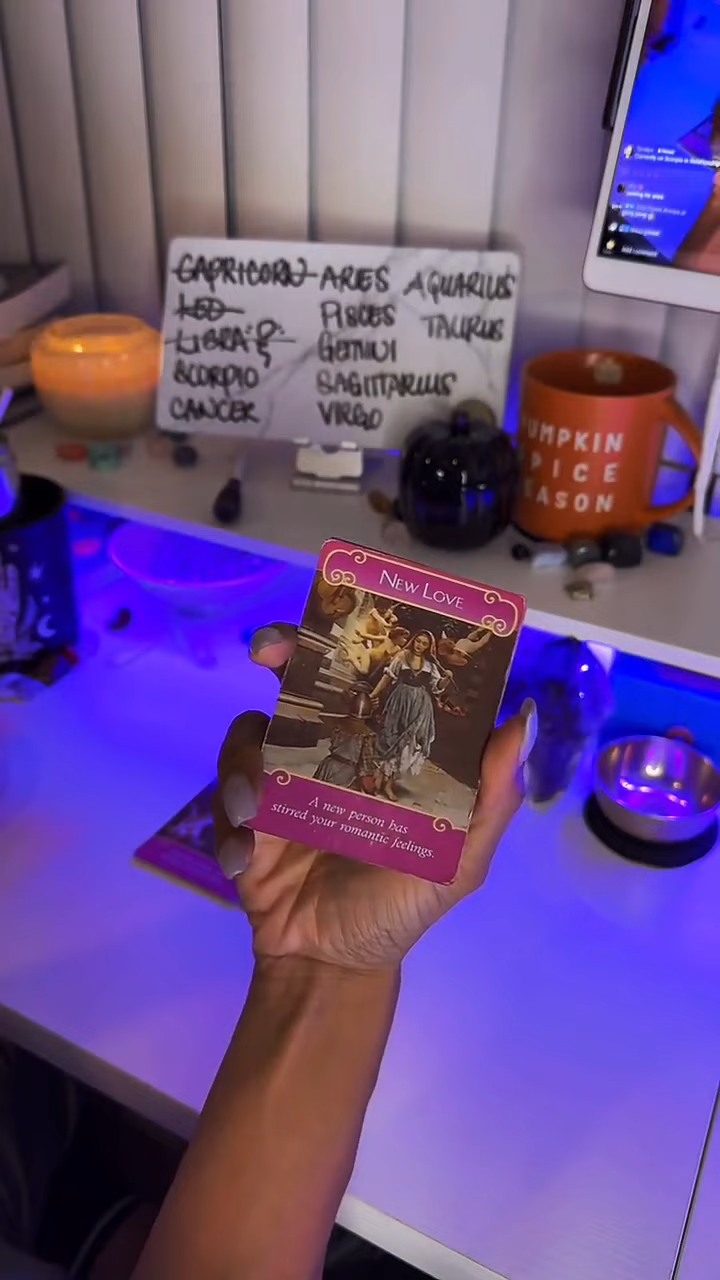 CAPRICORN ARIES AQUARIUS
LEO PISCES TAURUS
LIBRA GEMINI
SCORPIO SAGITTARIUS
CANCER VIRGO
PUMPKIN
SPICE
SEASON
NEW LOVE
A new person has
stirred your romantic feelings.